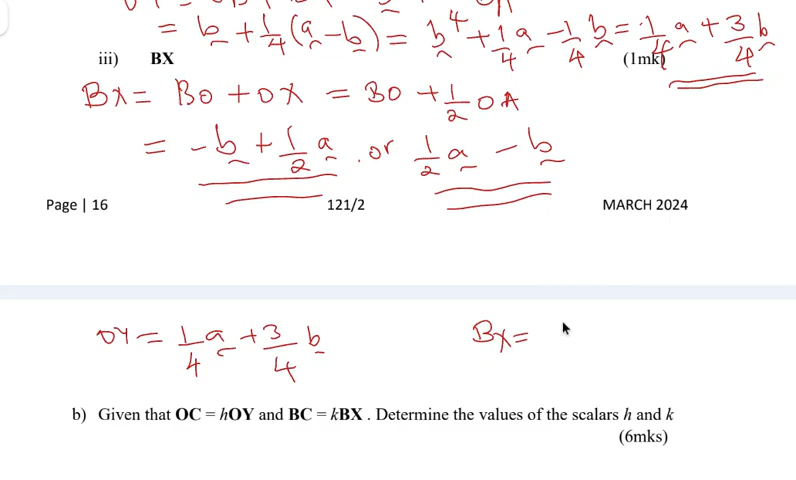 = b + 1/4 (a - b) = b + 1/4 a - 1/4 b = 1/4 a + 3/4 b
iii) BX (1mk)
BX = BO + OX = BO + 1/2 OA
= -b + 1/2 a . or 1/2 a - b
Page | 16 121/2 MARCH 2024
OY = 1/4 a + 3/4 b BX =
b) Given that OC = hOY and BC = kBX . Determine the values of the scalars h and k
(6mks)